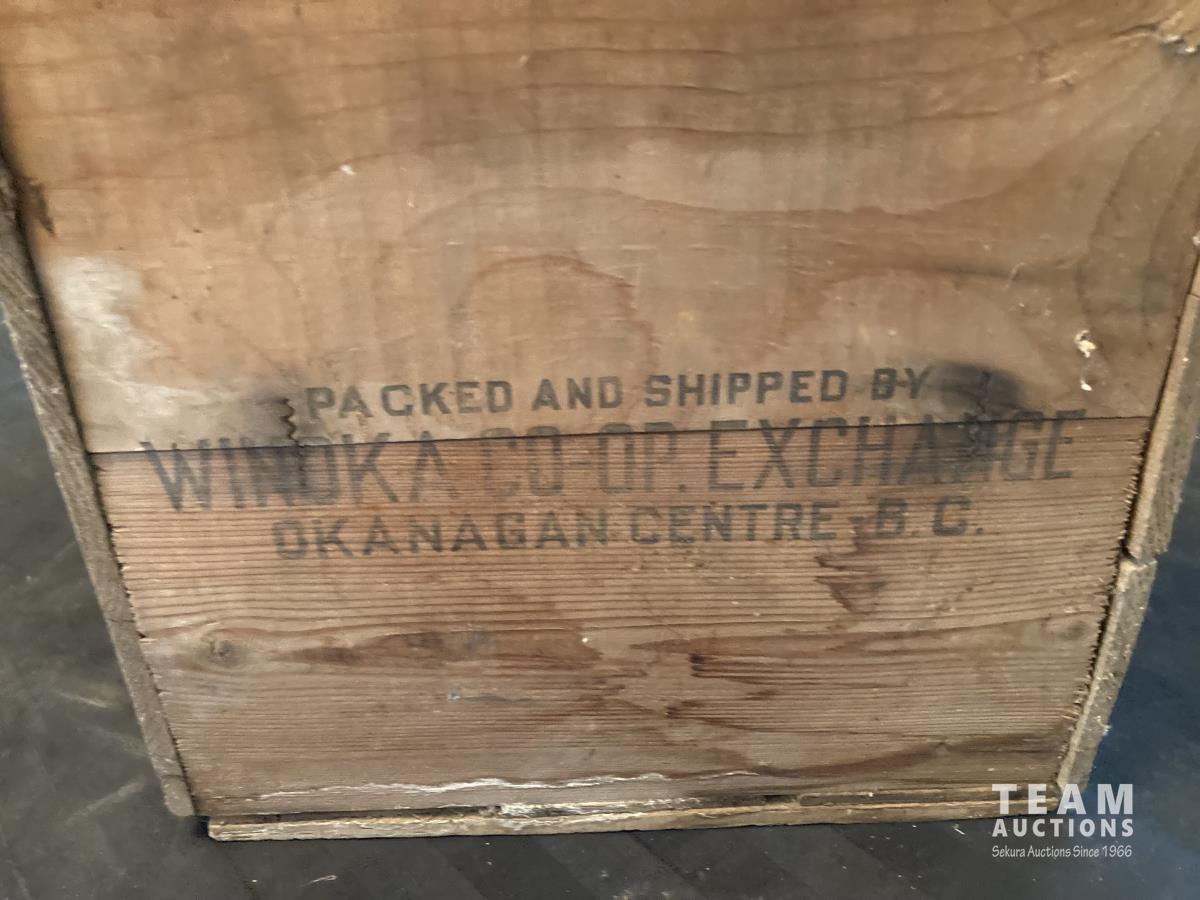 PACKED AND SHIPPED BY
WINOKA CO-OP. EXCHANGE
OKANAGAN CENTRE - B.C.
TEAM
AUCTIONS
Sekura Auctions Since 1966